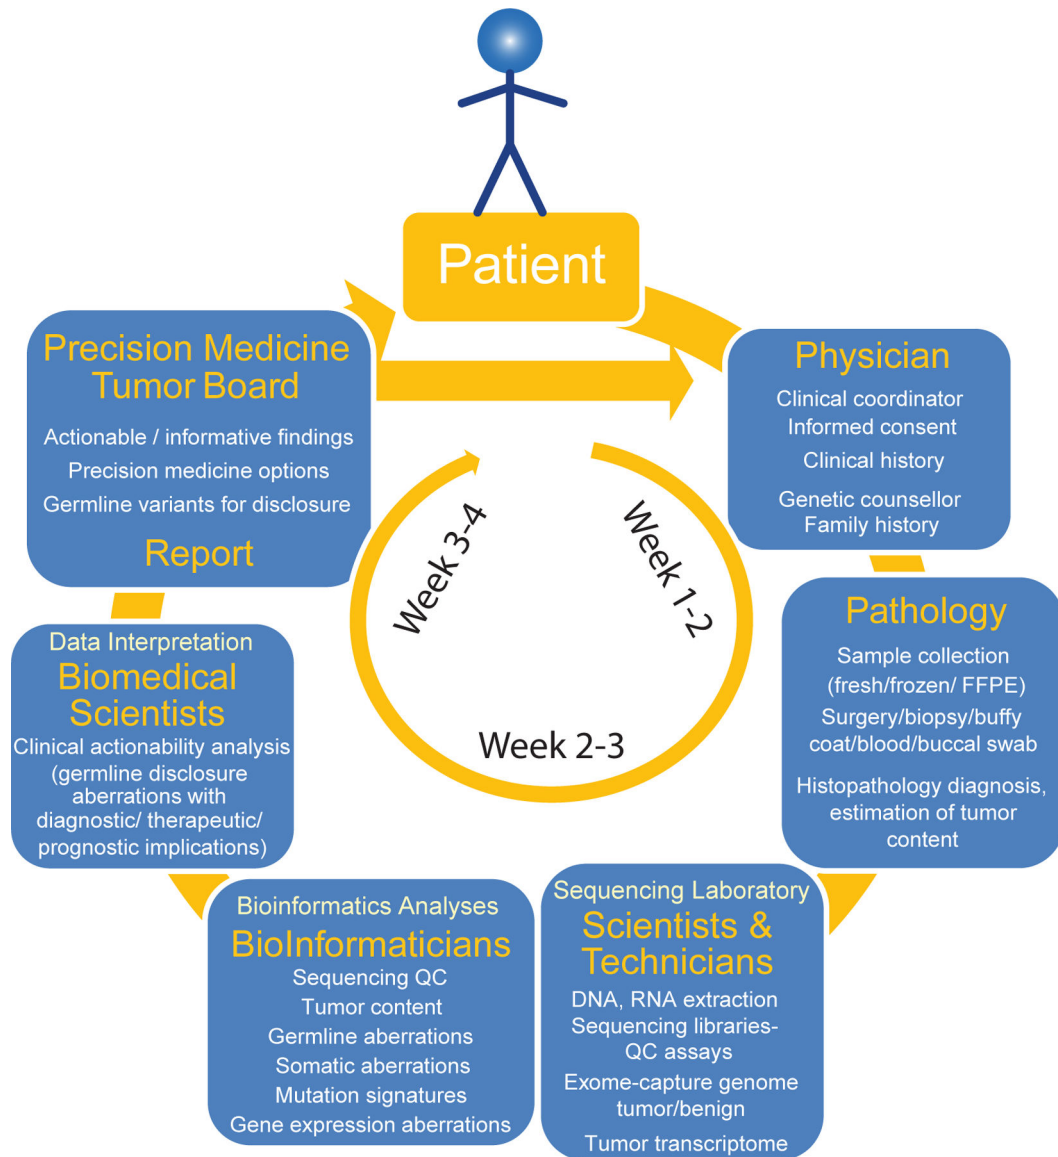 Patient
Physician
Clinical coordinator
Informed consent
Clinical history
Genetic counsellor
Family history
Pathology
Sample collection
(fresh/frozen/ FFPE)
Surgery/biopsy/buffy
coat/blood/buccal swab
Histopathology diagnosis,
estimation of tumor
content
Sequencing Laboratory
Scientists &
Technicians
DNA, RNA extraction
Sequencing libraries-
QC assays
Exome-capture genome
tumor/benign
Tumor transcriptome
Bioinformatics Analyses
BioInformaticians
Sequencing QC
Tumor content
Germline aberrations
Somatic aberrations
Mutation signatures
Gene expression aberrations
Data Interpretation
Biomedical
Scientists
Clinical actionability analysis
(germline disclosure
aberrations with
diagnostic/ therapeutic/
prognostic implications)
Precision Medicine
Tumor Board
Actionable / informative findings
Precision medicine options
Germline variants for disclosure
Report
Week 1-2
Week 2-3
Week 3-4